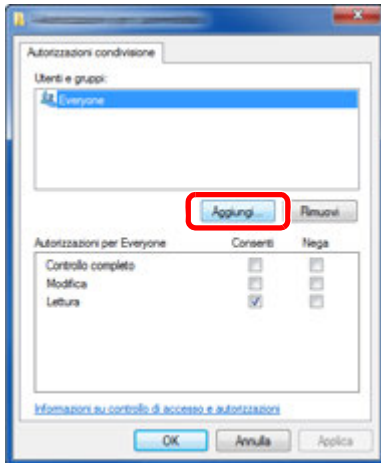 Autorizzazioni condivisione
Utenti e gruppi:
Everyone
Aggiungi... Rimuovi
Autorizzazioni per Everyone Consenti Nega
Controllo completo
Modifica
Lettura
Informazioni su controllo di accesso e autorizzazioni
OK Annulla Applica